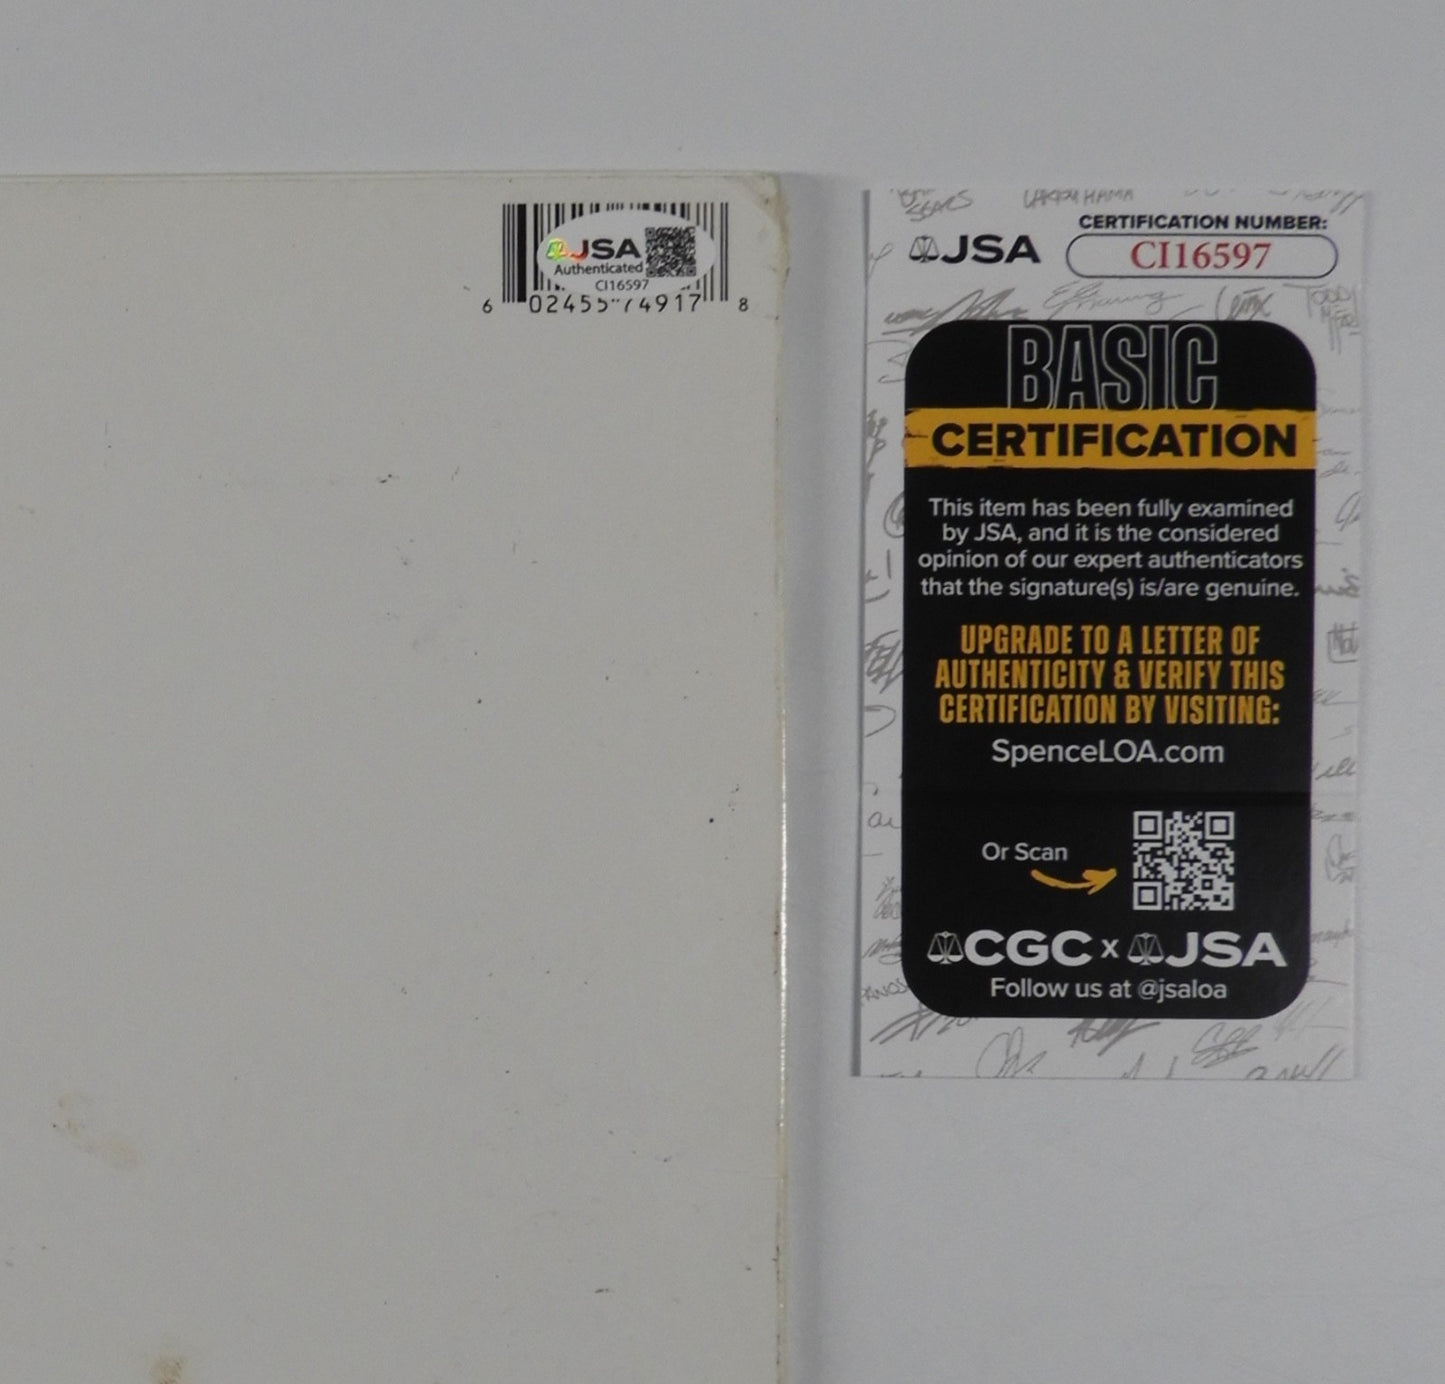 JSA
Authenticated
CI16597
6 02455 74917 8
JSA
CERTIFICATION NUMBER:
CI16597
BASIC
CERTIFICATION
This item has been fully examined
by JSA, and it is the considered
opinion of our expert authenticators
that the signature(s) is/are genuine.
UPGRADE TO A LETTER OF
AUTHENTICITY & VERIFY THIS
CERTIFICATION BY VISITING:
SpenceLOA.com
Or Scan
CGC x JSA
Follow us at @jsaloa